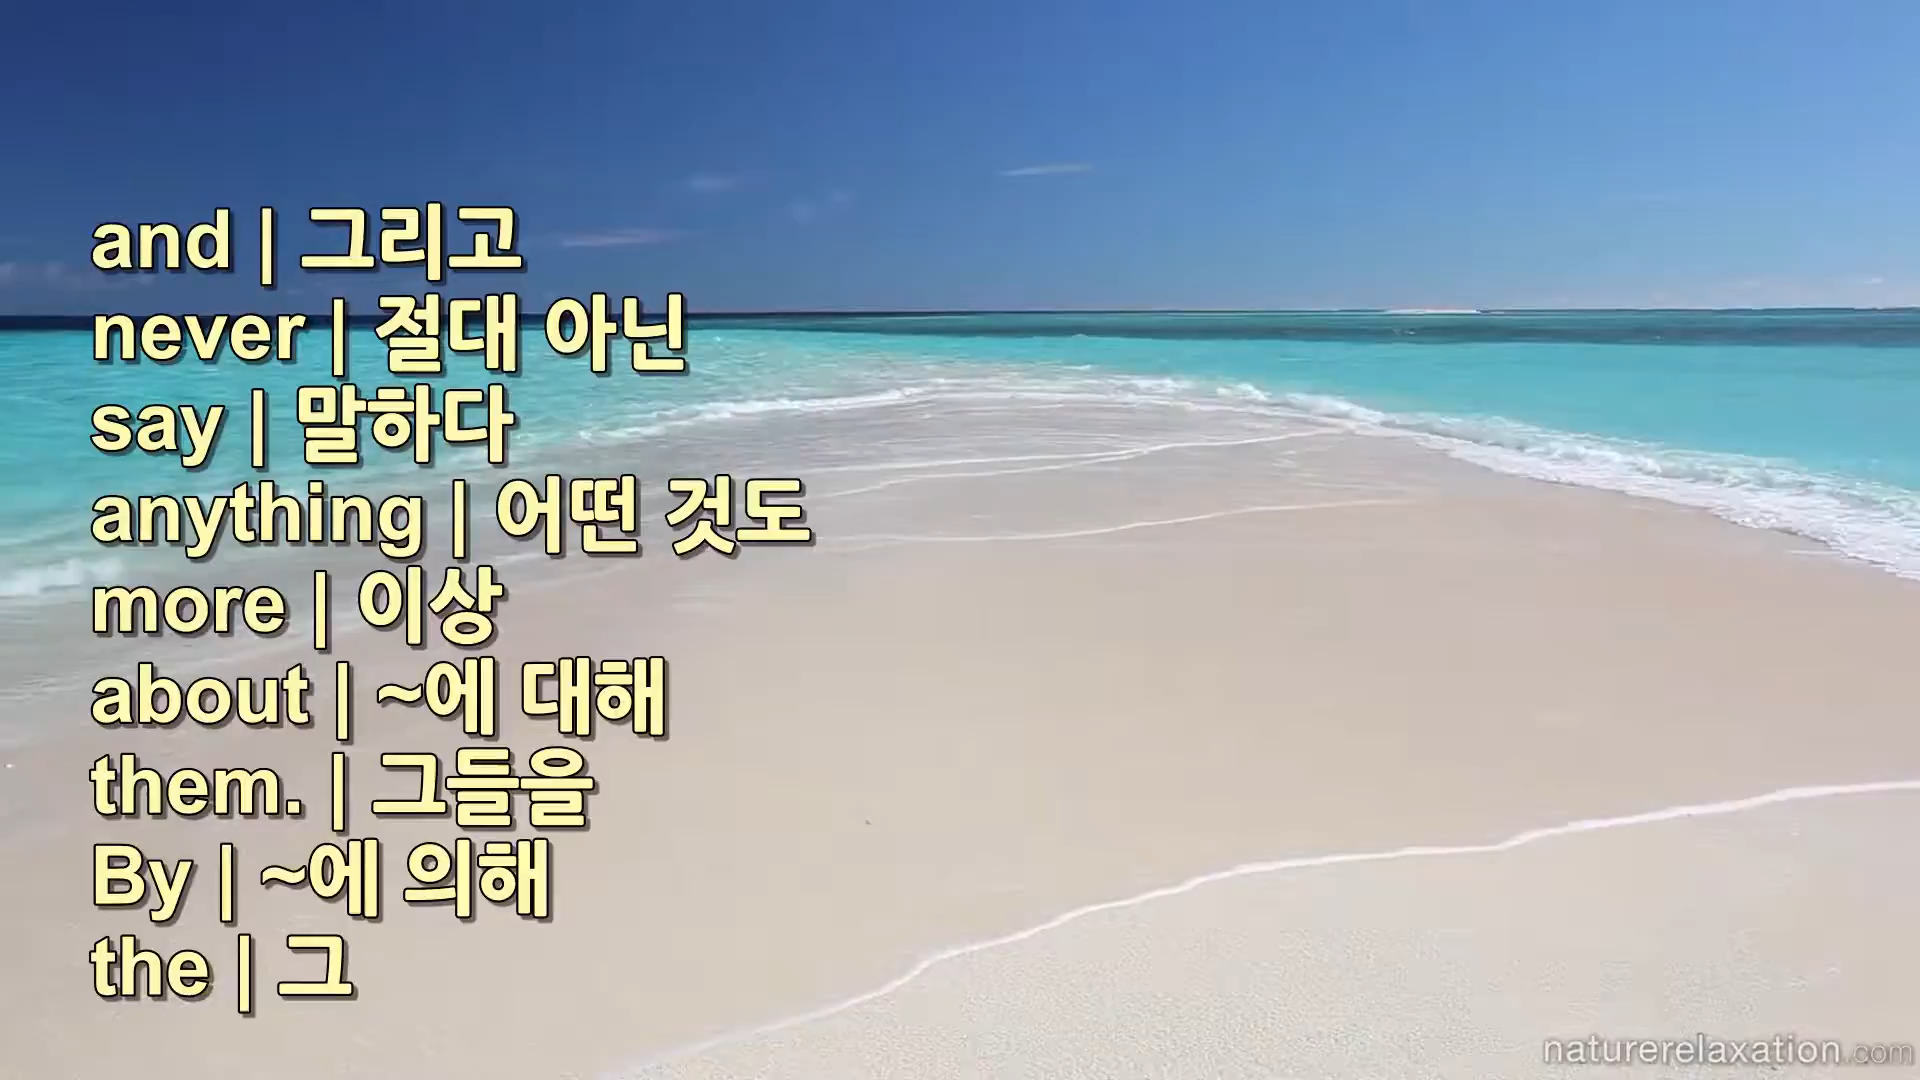 and | 그리고
never | 절대 아닌
say | 말하다
anything | 어떤 것도
more | 이상
about | ~에 대해
them. | 그들을
By | ~에 의해
the | 그
naturerelaxation.com